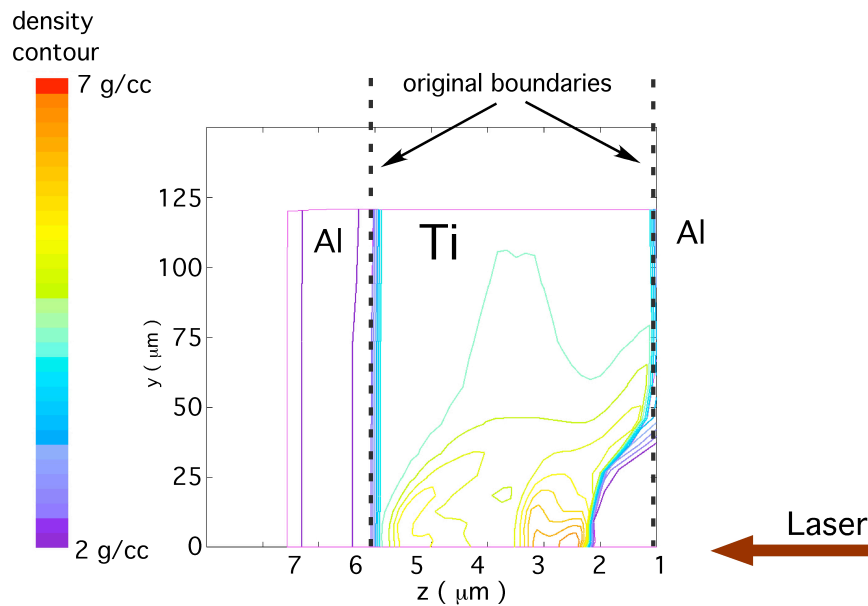 density
contour
7 g/cc
2 g/cc
original boundaries
Al
Ti
Al
125
100
75
50
25
0
y ( μm )
7 6 5 4 3 2 1
z ( μm )
Laser